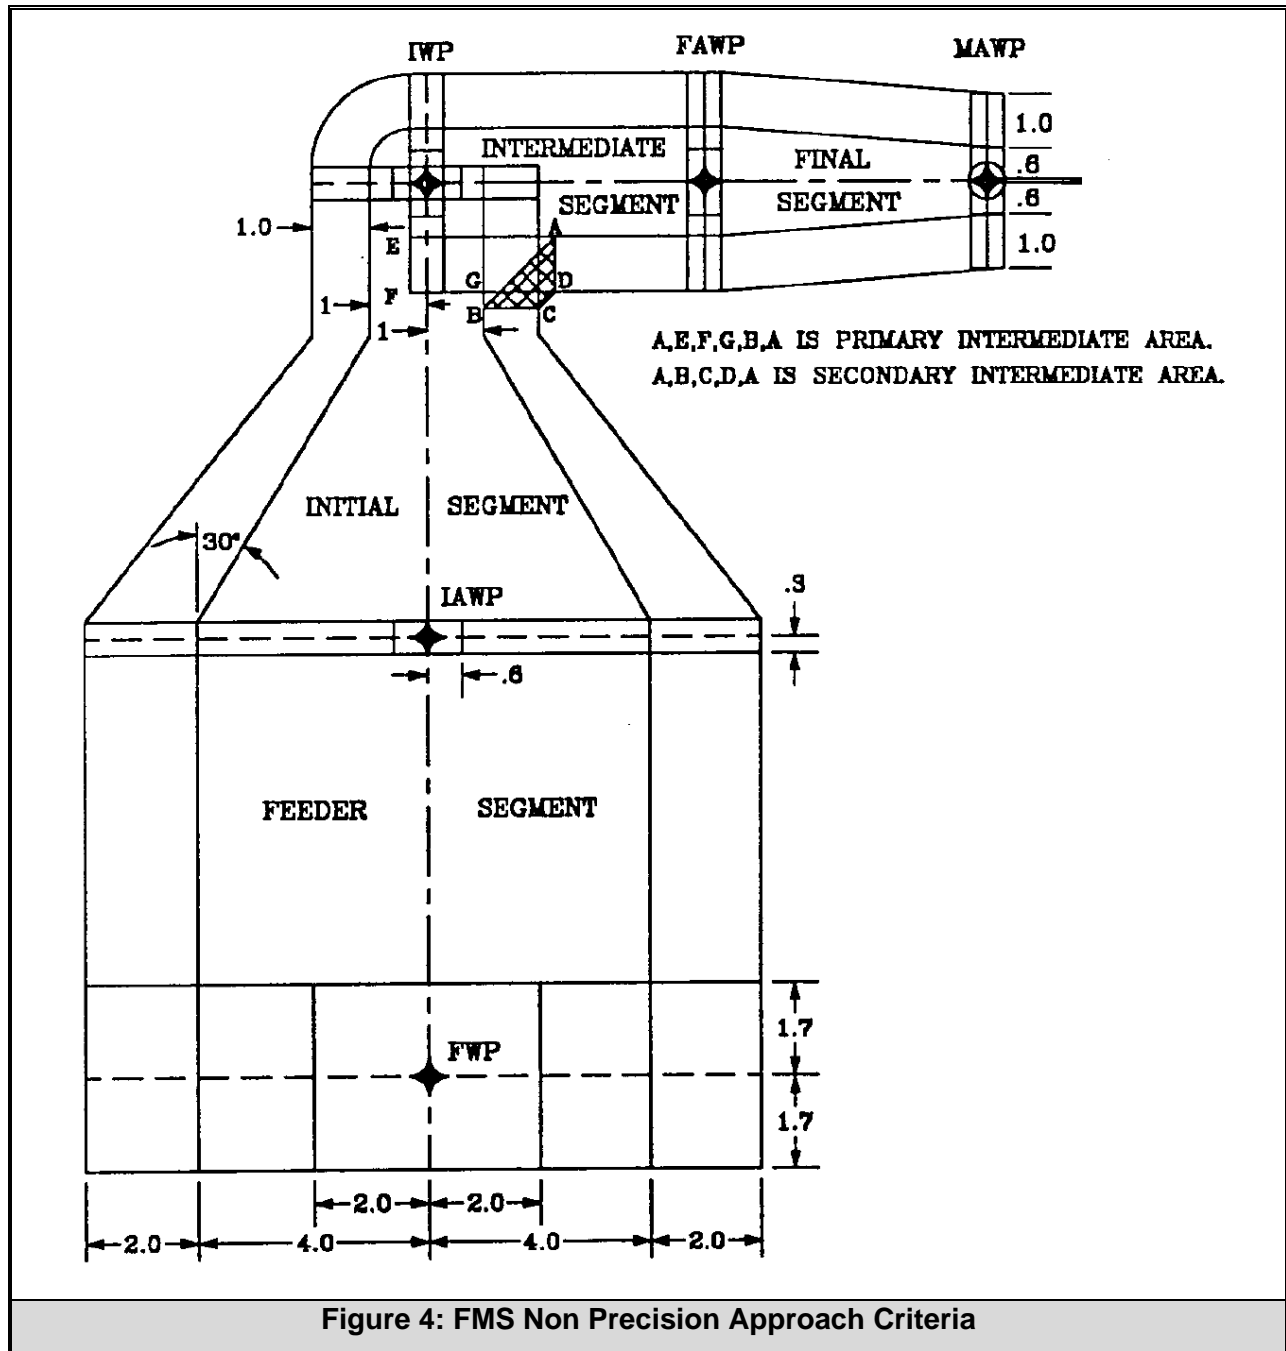 IWP
FAWP
MAWP
1.0
INTERMEDIATE
FINAL
.6
SEGMENT
SEGMENT
.6
1.0
A
1.0
E
G
D
1
F
B
C
1
A,E,F,G,B,A IS PRIMARY INTERMEDIATE AREA.
A,B,C,D,A IS SECONDARY INTERMEDIATE AREA.
INITIAL
SEGMENT
30°
IAWP
.3
.6
FEEDER
SEGMENT
1.7
FWP
1.7
2.0
2.0
2.0
4.0
4.0
2.0
Figure 4: FMS Non Precision Approach Criteria